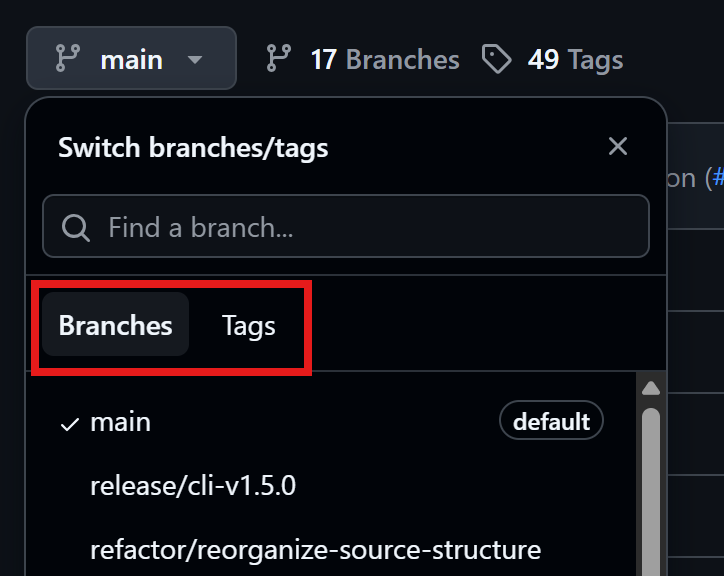 main 17 Branches 49 Tags
Switch branches/tags
on (#
Find a branch...
Branches Tags
main default
release/cli-v1.5.0
refactor/reorganize-source-structure